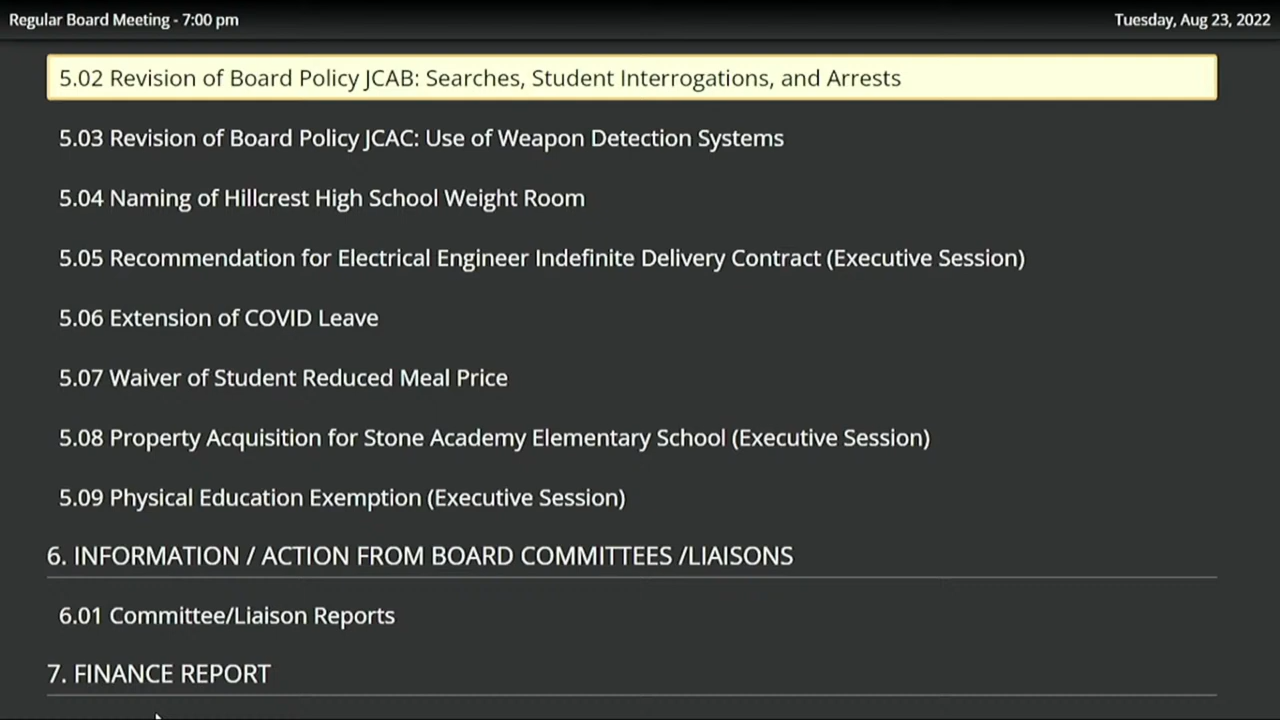 Regular Board Meeting - 7:00 pm
Tuesday, Aug 23, 2022
5.02 Revision of Board Policy JCAB: Searches, Student Interrogations, and Arrests
5.03 Revision of Board Policy JCAC: Use of Weapon Detection Systems
5.04 Naming of Hillcrest High School Weight Room
5.05 Recommendation for Electrical Engineer Indefinite Delivery Contract (Executive Session)
5.06 Extension of COVID Leave
5.07 Waiver of Student Reduced Meal Price
5.08 Property Acquisition for Stone Academy Elementary School (Executive Session)
5.09 Physical Education Exemption (Executive Session)
6. INFORMATION / ACTION FROM BOARD COMMITTEES /LIAISONS
6.01 Committee/Liaison Reports
7. FINANCE REPORT